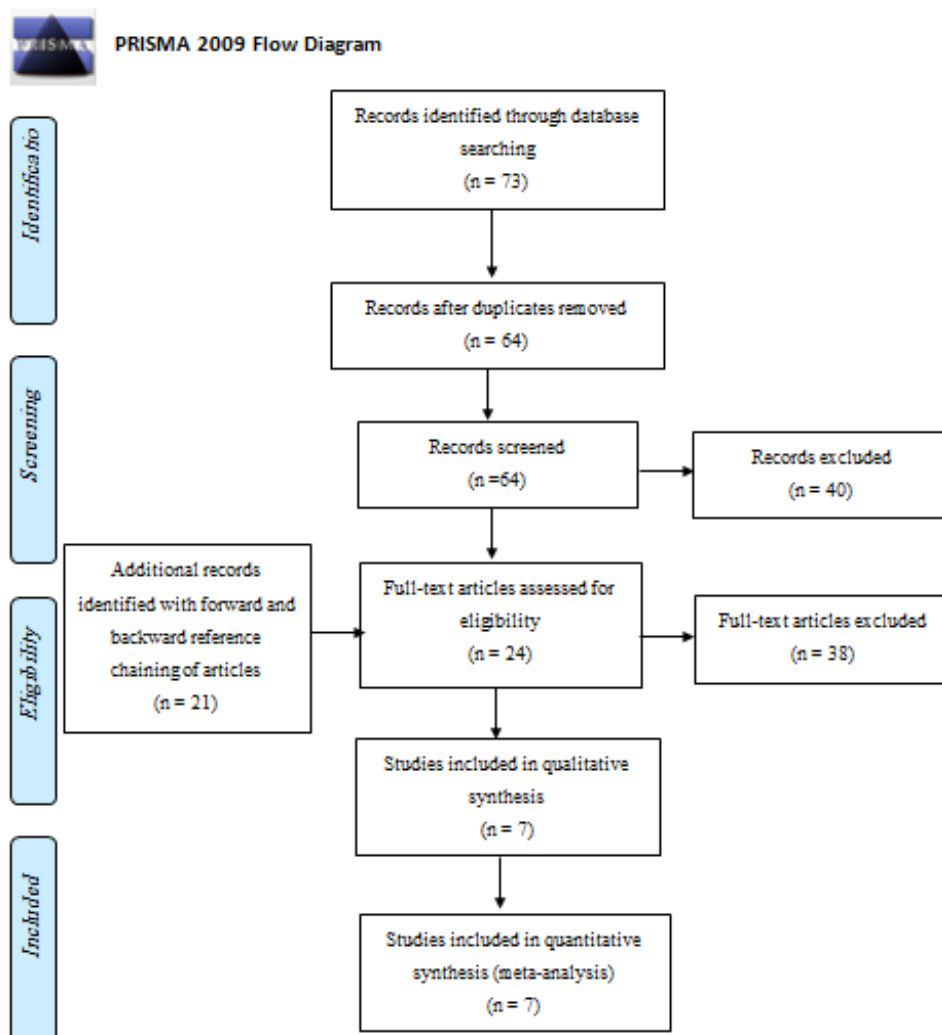 PRISMA
PRISMA 2009 Flow Diagram
Identificatio
Records identified through database
searching
(n = 73)
Records after duplicates removed
(n = 64)
Screening
Records screened
(n =64)
Records excluded
(n = 40)
Additional records
identified with forward and
backward reference
chaining of articles
(n = 21)
Eligibility
Full-text articles assessed for
eligibility
(n = 24)
Full-text articles excluded
(n = 38)
Studies included in qualitative
synthesis
(n = 7)
Included
Studies included in quantitative
synthesis (meta-analysis)
(n = 7)